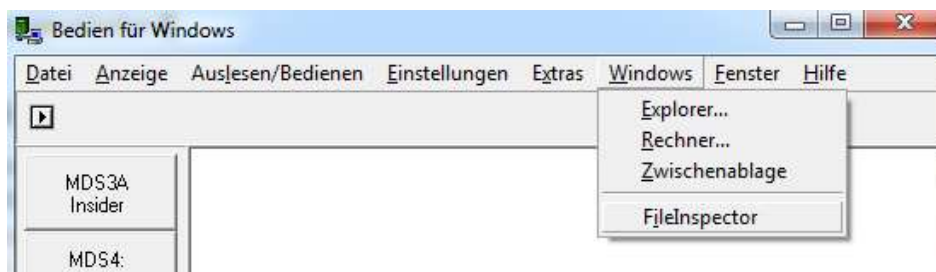 Bedien für Windows
Datei Anzeige Auslesen/Bedienen Einstellungen Extras Windows Fenster Hilfe
Explorer...
Rechner...
Zwischenablage
FileInspector
MDS3A
Insider
MDS4: